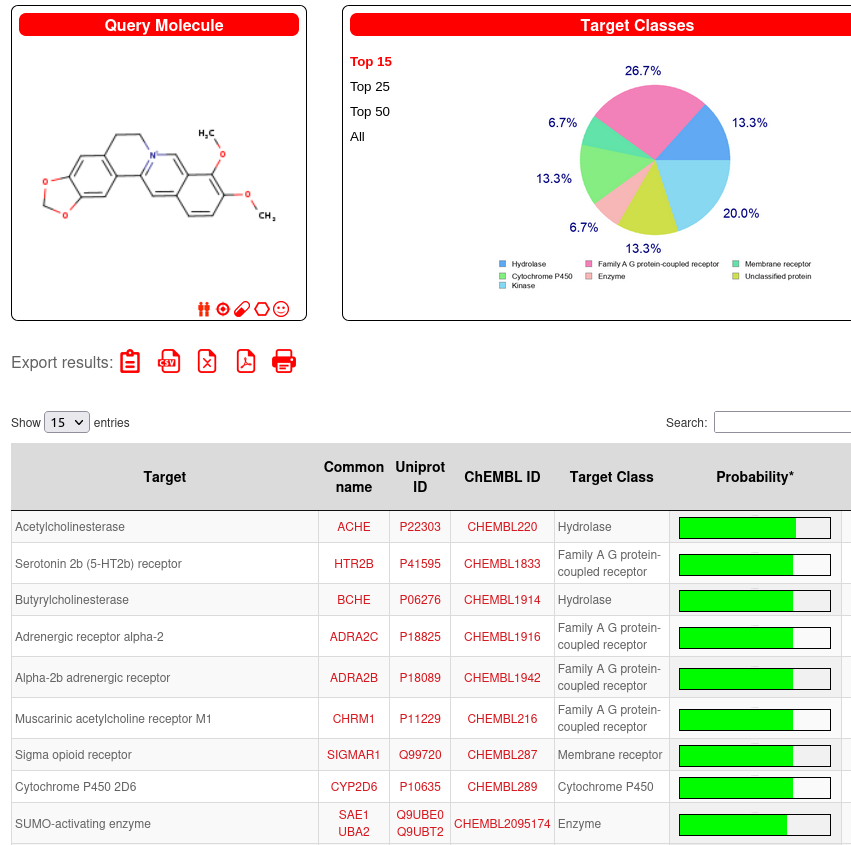 Query Molecule
Target Classes
H₃C
O
O
CH₃
N⁺
O
O
Top 15
Top 25
Top 50
All
26.7%
13.3%
6.7%
13.3%
20.0%
6.7%
13.3%
Hydrolase
Family A G protein-coupled receptor
Membrane receptor
Cytochrome P450
Enzyme
Unclassified protein
Kinase
Export results:
CSV
Show 15 entries
Search:
Target
Common name
Uniprot ID
ChEMBL ID
Target Class
Probability*
Acetylcholinesterase ACHE P22303 CHEMBL220 Hydrolase
Serotonin 2b (5-HT2b) receptor HTR2B P41595 CHEMBL1833 Family A G protein-coupled receptor
Butyrylcholinesterase BCHE P06276 CHEMBL1914 Hydrolase
Adrenergic receptor alpha-2 ADRA2C P18825 CHEMBL1916 Family A G protein-coupled receptor
Alpha-2b adrenergic receptor ADRA2B P18089 CHEMBL1942 Family A G protein-coupled receptor
Muscarinic acetylcholine receptor M1 CHRM1 P11229 CHEMBL216 Family A G protein-coupled receptor
Sigma opioid receptor SIGMAR1 Q99720 CHEMBL287 Membrane receptor
Cytochrome P450 2D6 CYP2D6 P10635 CHEMBL289 Cytochrome P450
SUMO-activating enzyme SAE1 UBA2 Q9UBE0 Q9UBT2 CHEMBL2095174 Enzyme